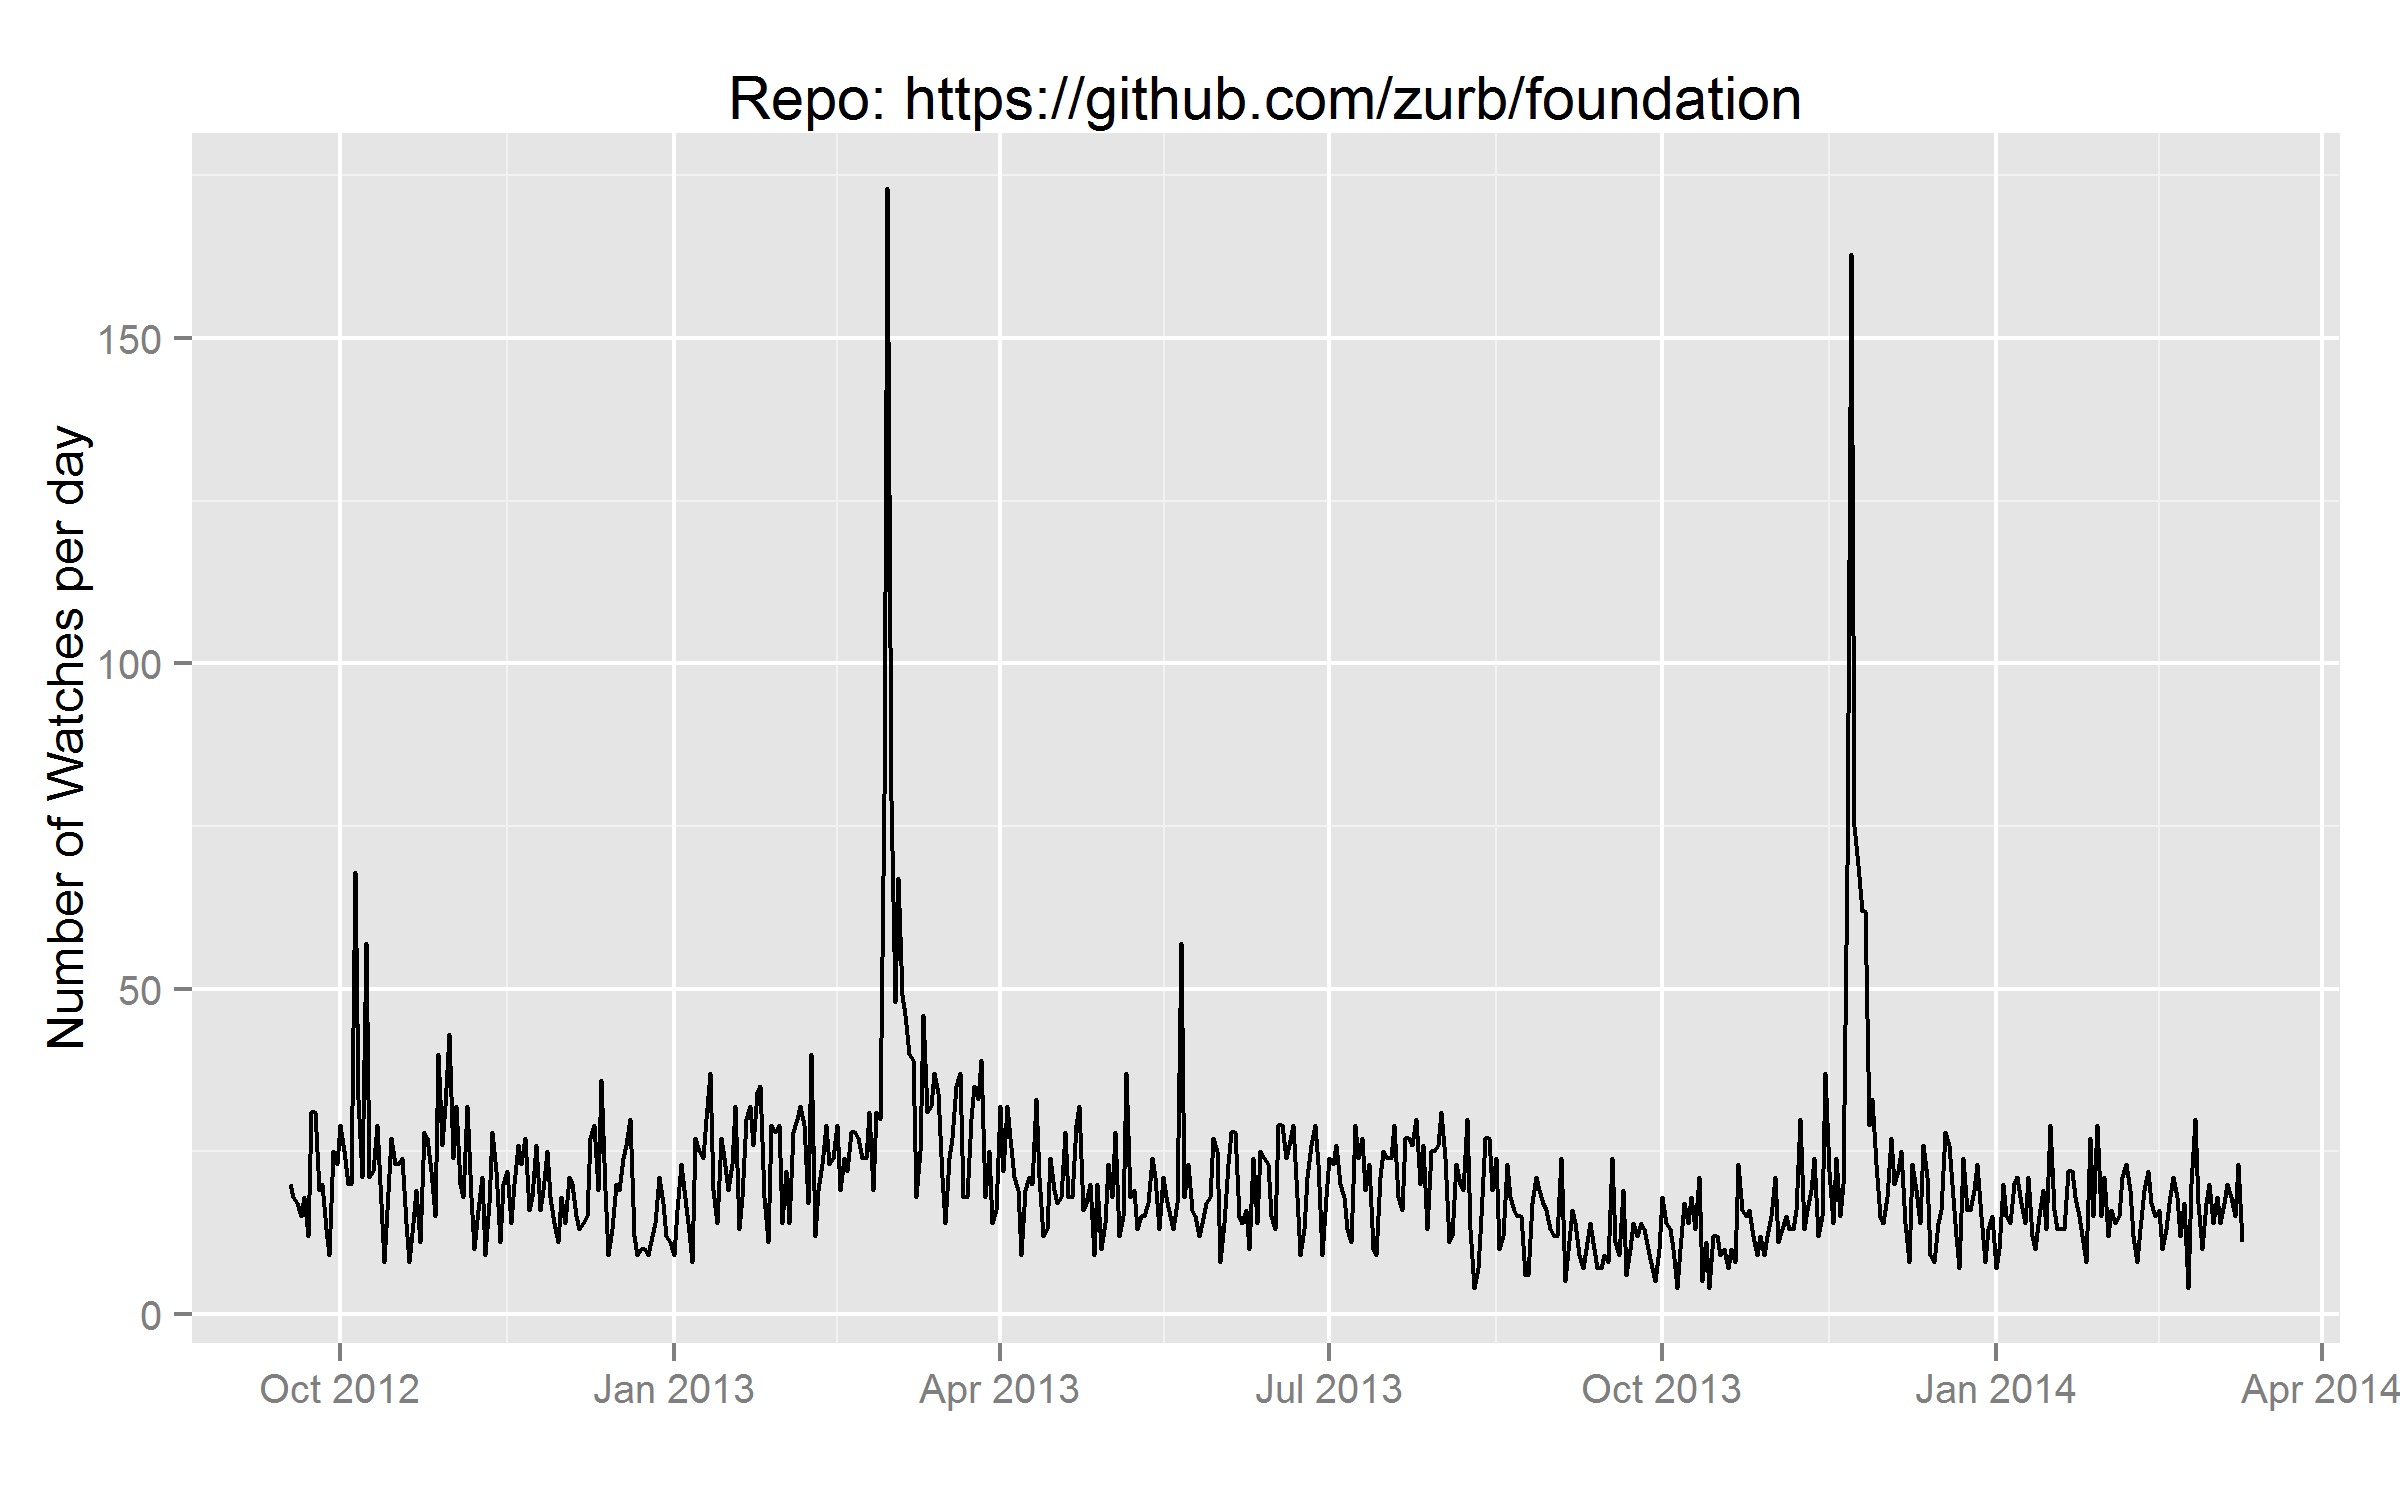 Repo: https://github.com/zurb/foundation
Number of Watches per day
150
100
50
0
Oct 2012
Jan 2013
Apr 2013
Jul 2013
Oct 2013
Jan 2014
Apr 2014